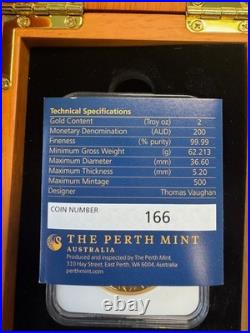 Technical Specifications
Gold Content (Troy oz) 2
Monetary Denomination (AUD) 200
Fineness (% purity) 99.99
Minimum Gross Weight (g) 62.213
Maximum Diameter (mm) 36.60
Maximum Thickness (mm) 5.20
Maximum Mintage 500
Designer Thomas Vaughan
COIN NUMBER 166
THE PERTH MINT
AUSTRALIA
Produced and inspected by The Perth Mint
310 Hay Street, East Perth, WA 6004, Australia
perthmint.com